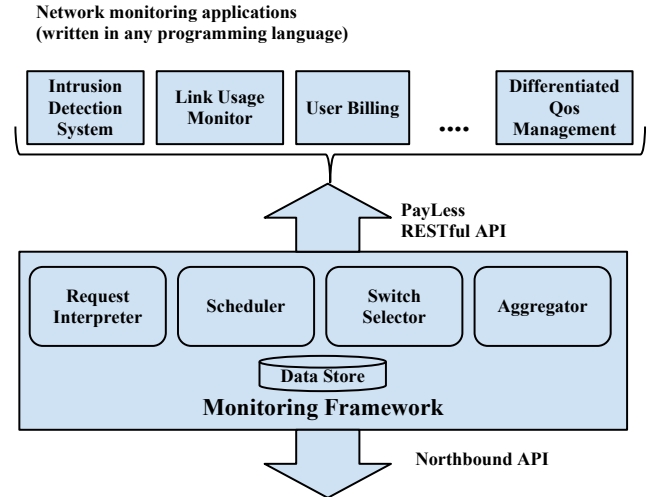 Network monitoring applications
(written in any programming language)
Intrusion
Detection
System
Link Usage
Monitor
User Billing
....
Differentiated
Qos
Management
PayLess
RESTful API
Request
Interpreter
Scheduler
Switch
Selector
Aggregator
Data Store
Monitoring Framework
Northbound API